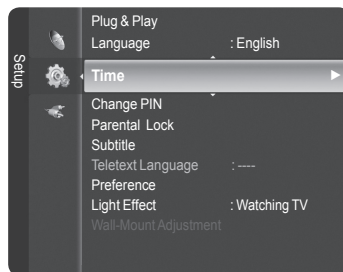 Setup
Plug & Play
Language : English
Time
Change PIN
Parental Lock
Subtitle
Teletext Language : ----
Preference
Light Effect : Watching TV
Wall-Mount Adjustment